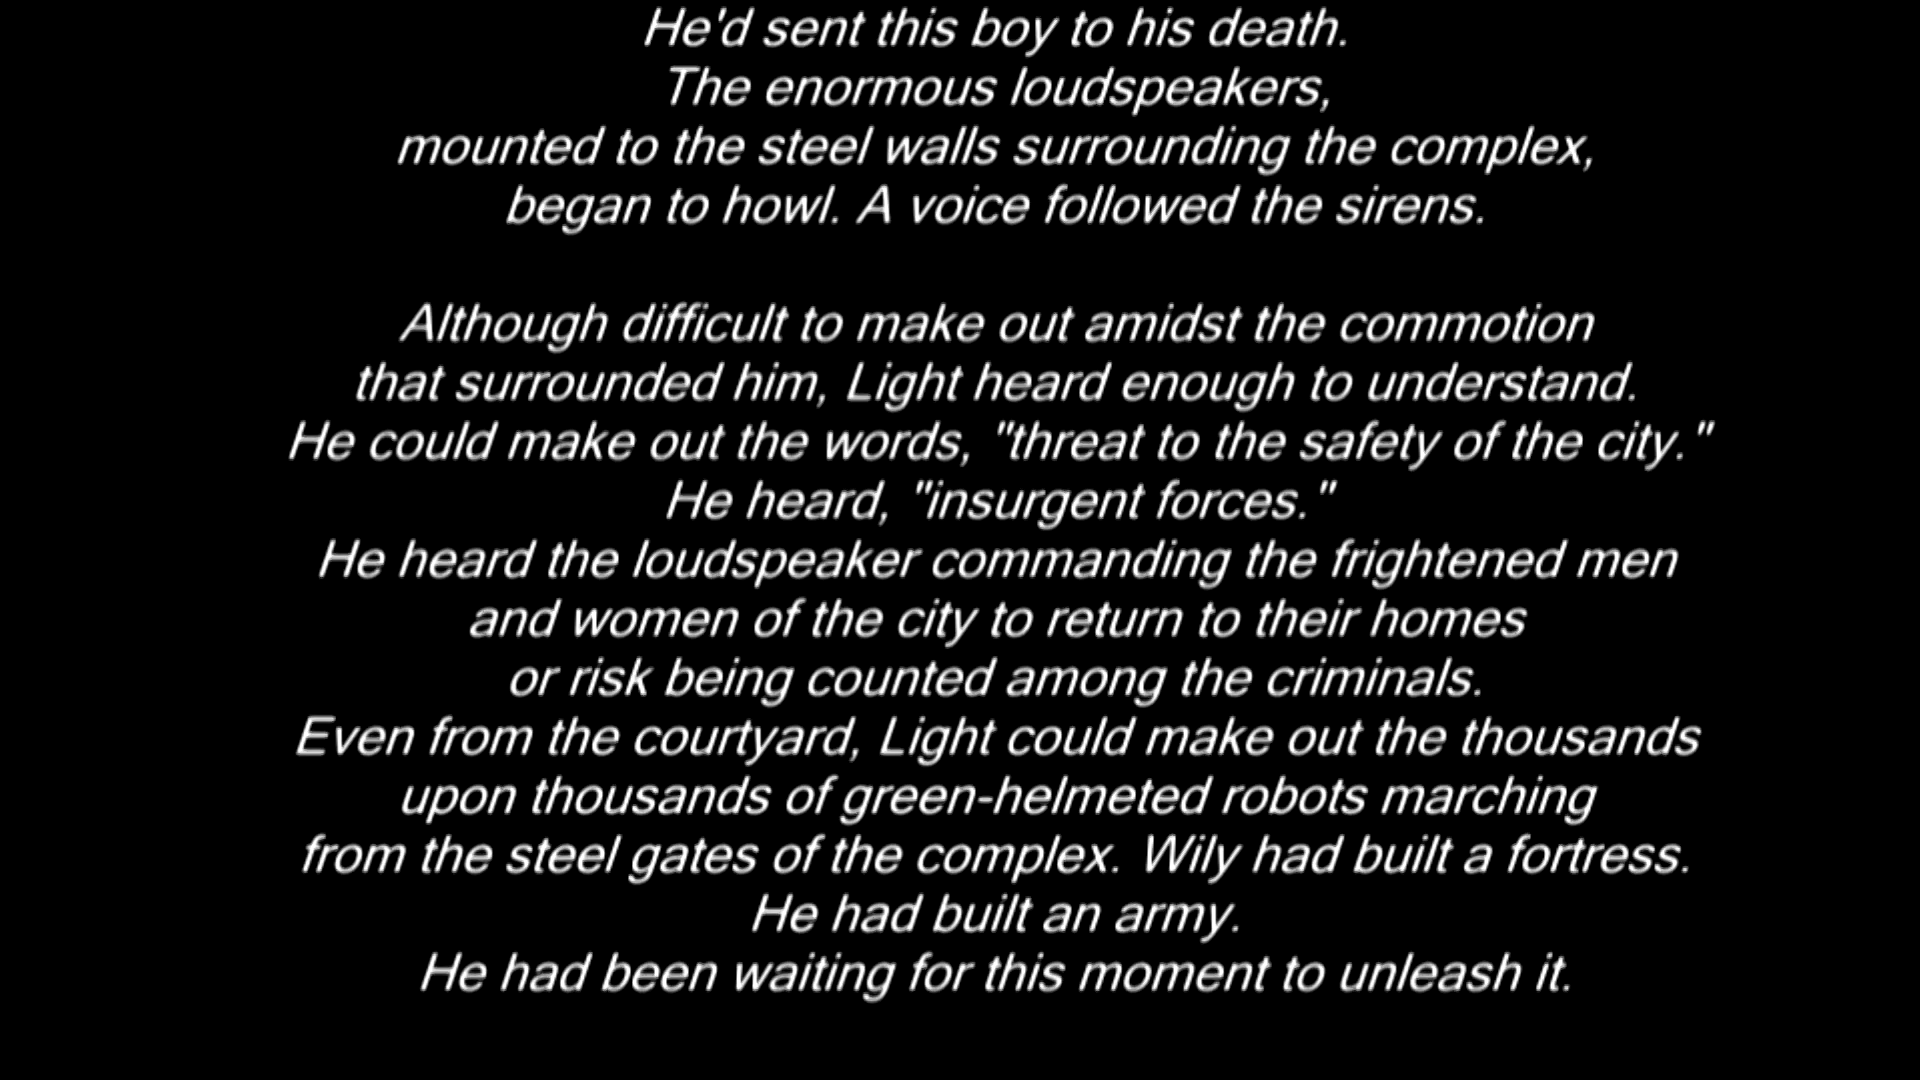 He'd sent this boy to his death.
The enormous loudspeakers,
mounted to the steel walls surrounding the complex,
began to howl. A voice followed the sirens.
Although difficult to make out amidst the commotion
that surrounded him, Light heard enough to understand.
He could make out the words, "threat to the safety of the city."
He heard, "insurgent forces."
He heard the loudspeaker commanding the frightened men
and women of the city to return to their homes
or risk being counted among the criminals.
Even from the courtyard, Light could make out the thousands
upon thousands of green-helmeted robots marching
from the steel gates of the complex. Wily had built a fortress.
He had built an army.
He had been waiting for this moment to unleash it.